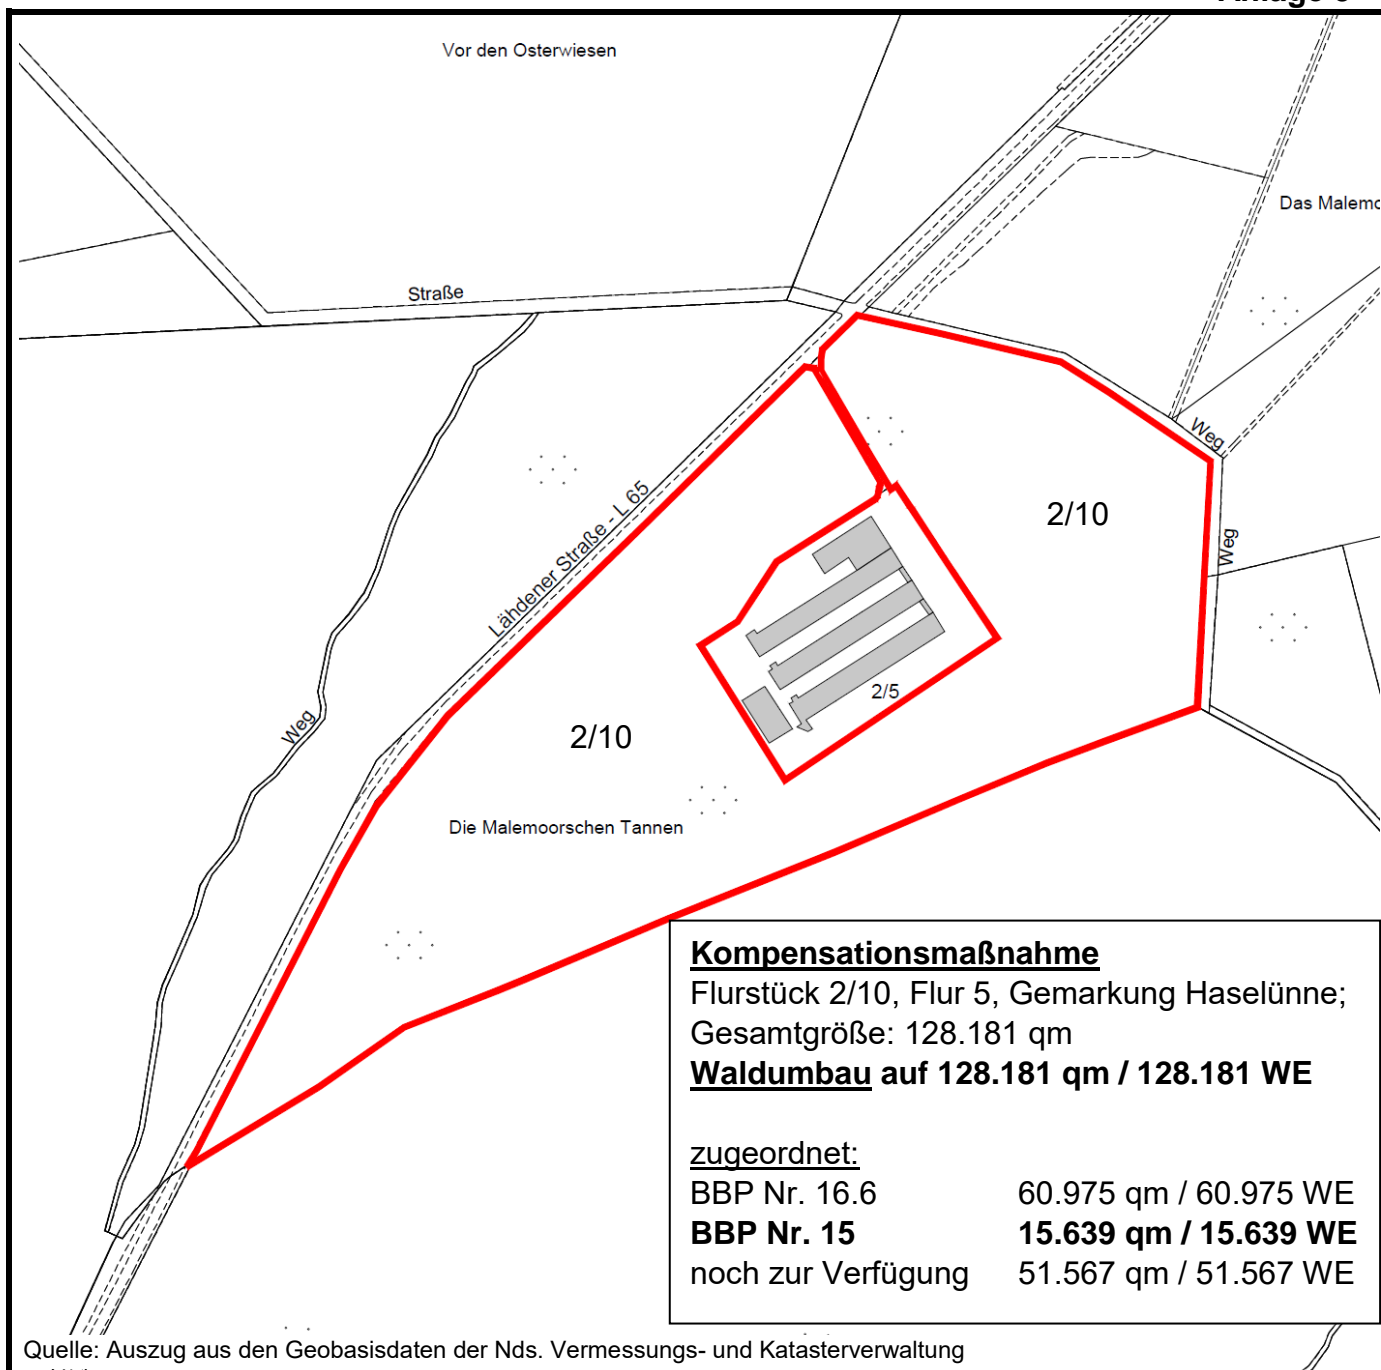 Vor den Osterwiesen
Straße
Weg
Weg
2/10
Lähdener Straße - L 65
2/5
Weg
2/10
Die Malemoorschen Tannen
Kompensationsmaßnahme
Flurstück 2/10, Flur 5, Gemarkung Haselünne;
Gesamtgröße: 128.181 qm
Waldumbau auf 128.181 qm / 128.181 WE
zugeordnet:
BBP Nr. 16.6 60.975 qm / 60.975 WE
BBP Nr. 15 15.639 qm / 15.639 WE
noch zur Verfügung 51.567 qm / 51.567 WE
Quelle: Auszug aus den Geobasisdaten der Nds. Vermessungs- und Katasterverwaltung